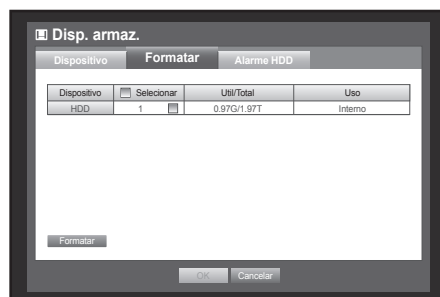 Disp. armaz.
Dispositivo Formatar Alarme HDD
Dispositivo Selecionar Util/Total Uso
HDD 1 0.97G/1.97T Interno
Formatar
OK Cancelar